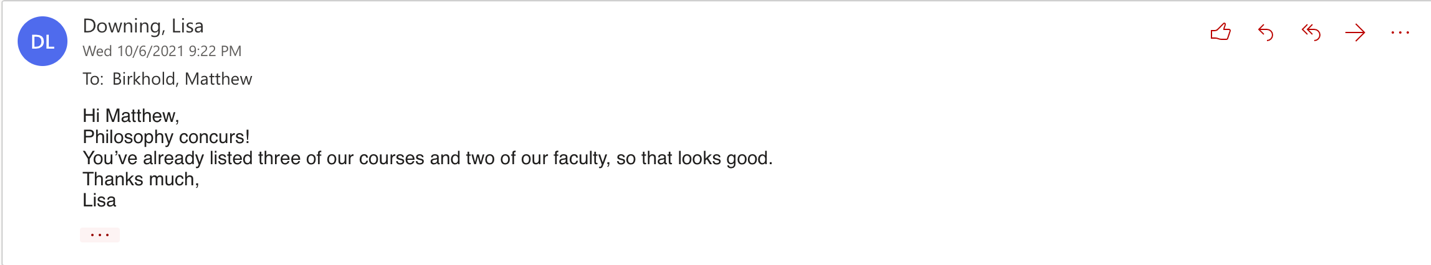 DL
Downing, Lisa
Wed 10/6/2021 9:22 PM
To: Birkhold, Matthew
Hi Matthew,
Philosophy concurs!
You’ve already listed three of our courses and two of our faculty, so that looks good.
Thanks much,
Lisa